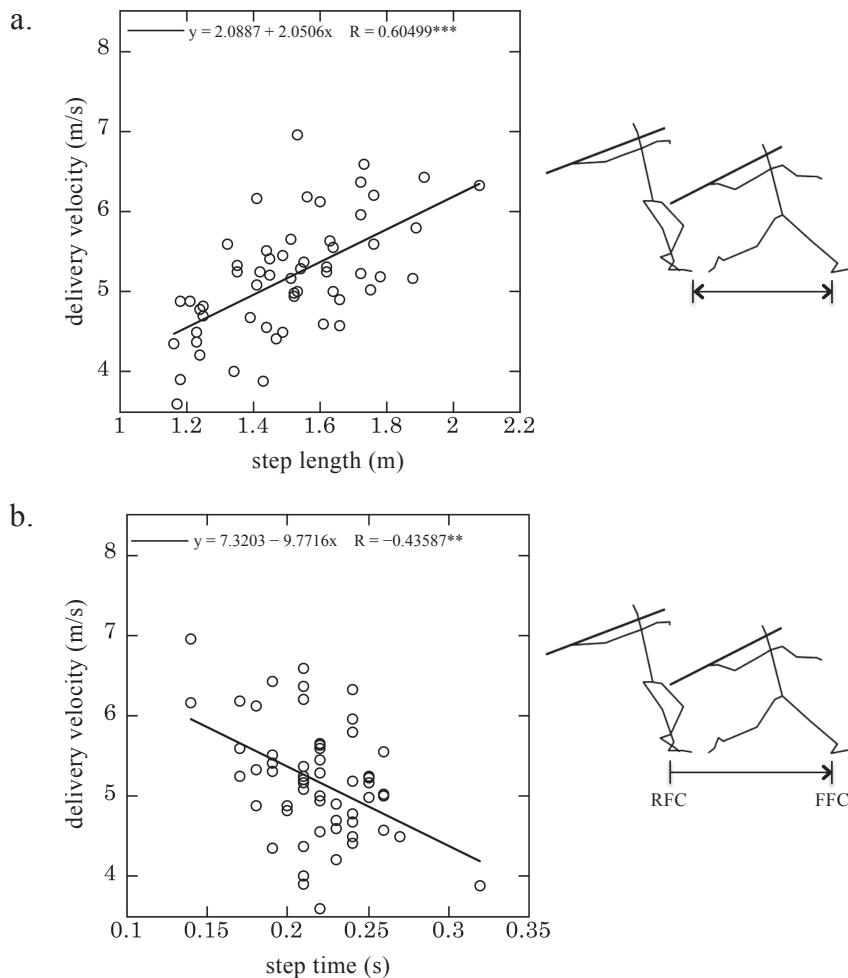 a.
y = 2.0887 + 2.0506x R = 0.60499***
8
7
6
5
4
delivery velocity (m/s)
1 1.2 1.4 1.6 1.8 2 2.2
step length (m)
b.
y = 7.3203 − 9.7716x R = −0.43587**
8
7
6
5
4
delivery velocity (m/s)
0.1 0.15 0.2 0.25 0.3 0.35
step time (s)
RFC FFC